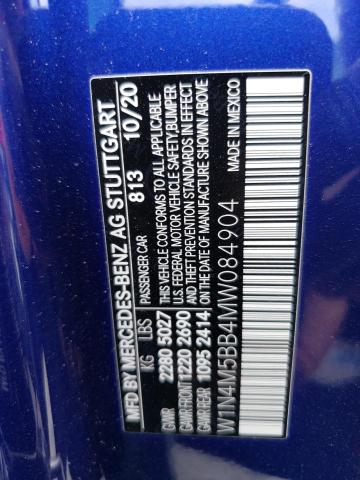 MFD BY MERCEDES-BENZ AG STUTTGART
PASSENGER CAR 813 10/20
KG LBS
GVWR 2280 5027
GAWR FRONT 1220 2690
GAWR REAR 1095 2414
THIS VEHICLE CONFORMS TO ALL APPLICABLE
U.S. FEDERAL MOTOR VEHICLE SAFETY, BUMPER
AND THEFT PREVENTION STANDARDS IN EFFECT
ON THE DATE OF MANUFACTURE SHOWN ABOVE
W1N4M5BB4MW084904
MADE IN MEXICO